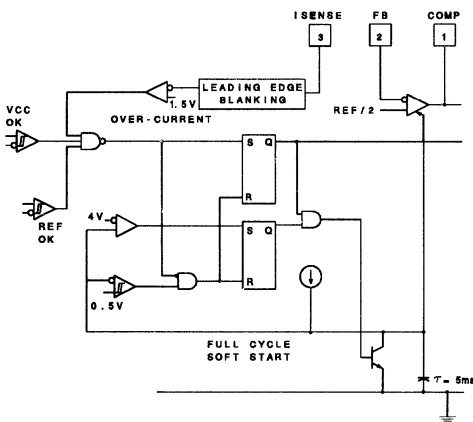 ISENSE FB COMP
3 2 1
LEADING EDGE
BLANKING
1.5V
REF/2
VCC
OK
OVER-CURRENT
S Q
R
REF
OK
4V
S Q
R
0.5V
FULL CYCLE
SOFT START
τ = 5ms